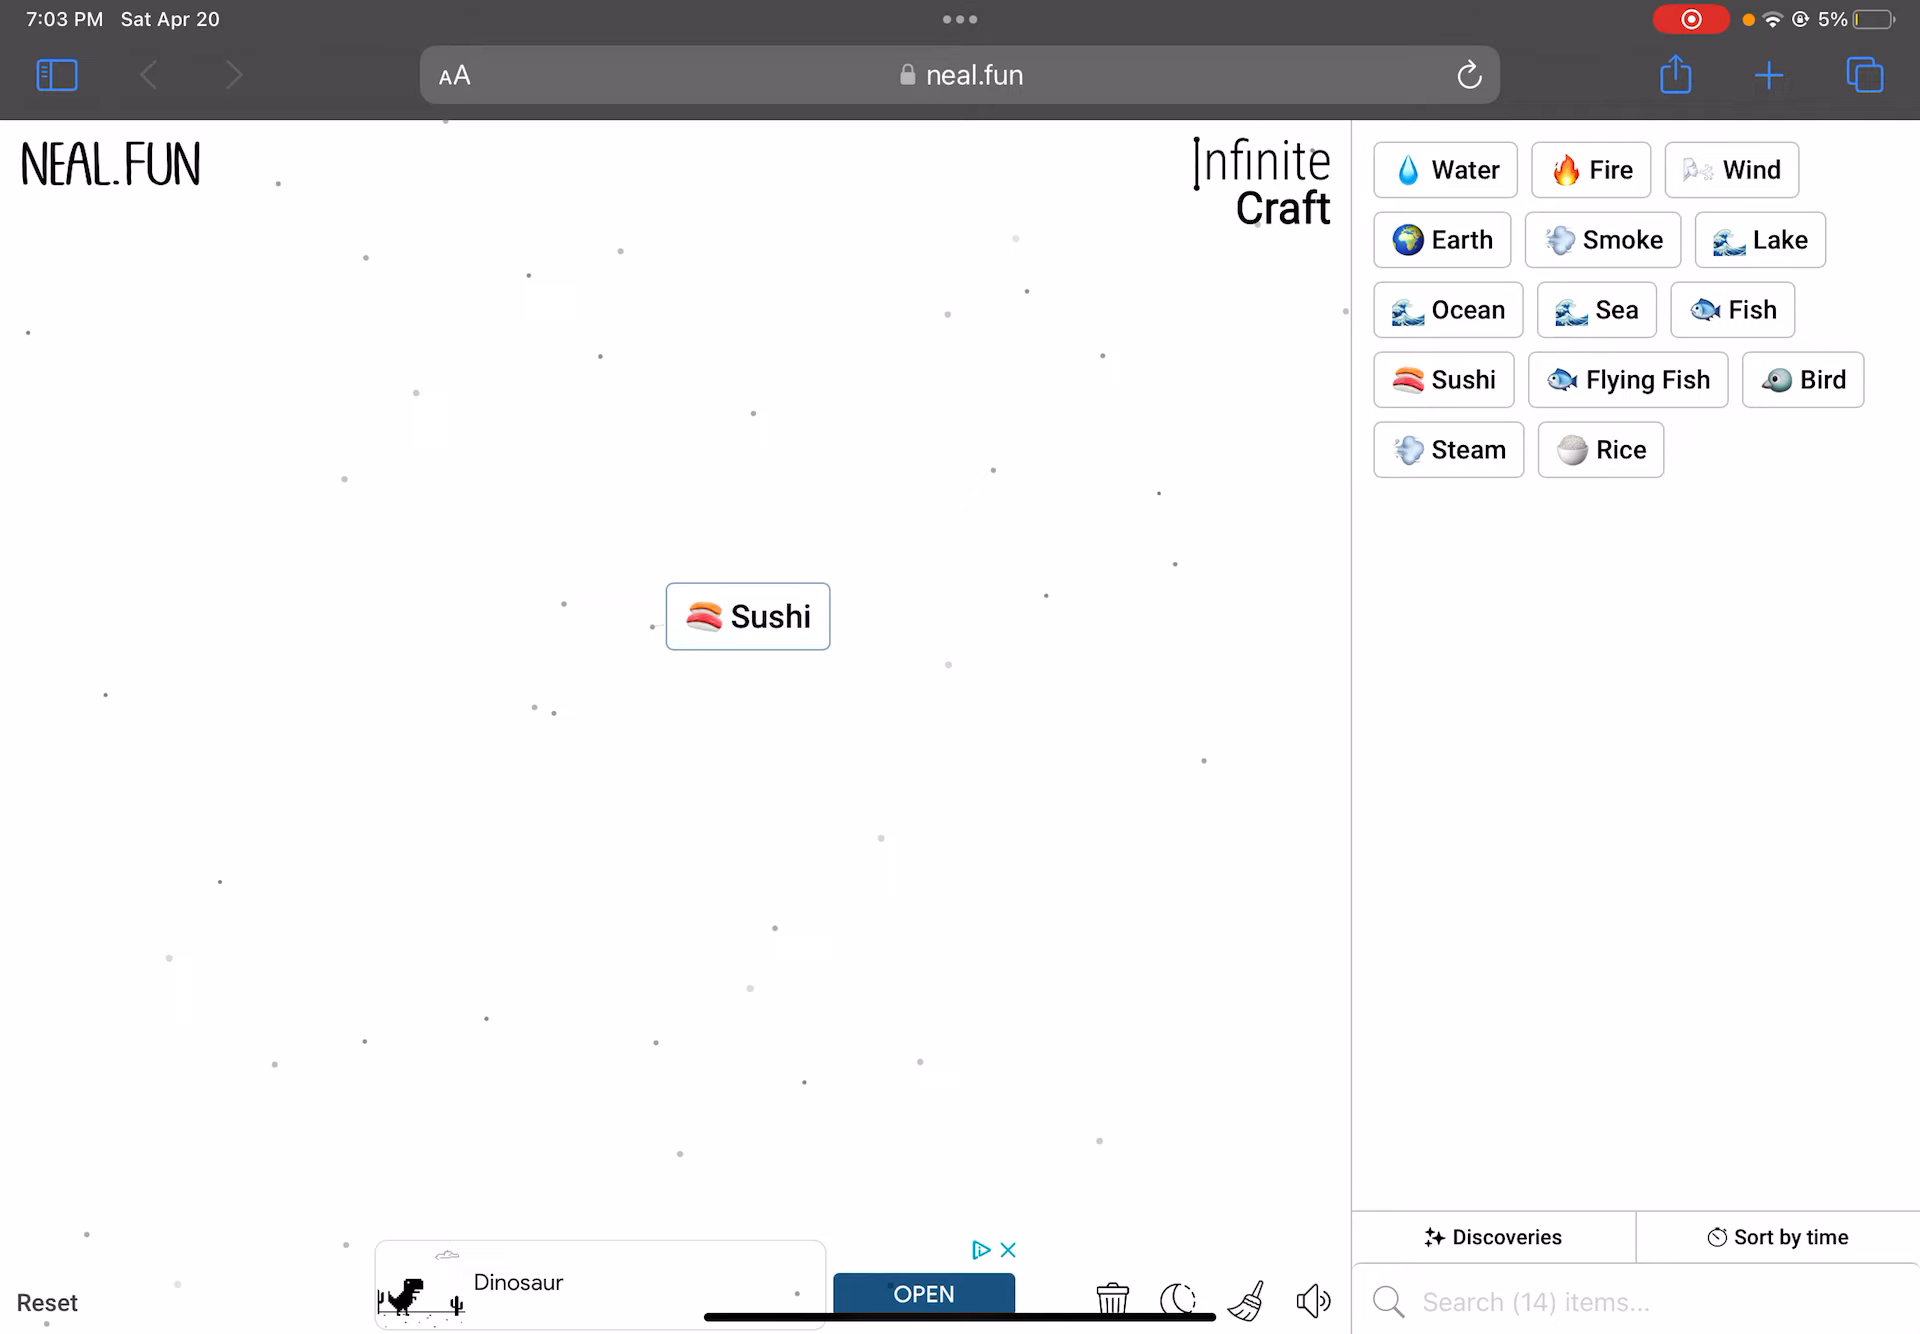 7:03 PM Sat Apr 20
5%
AA
neal.fun
NEAL.FUN
Infinite
Craft
Water
Fire
Wind
Earth
Smoke
Lake
Ocean
Sea
Fish
Sushi
Flying Fish
Bird
Steam
Rice
Sushi
Discoveries
Sort by time
Dinosaur
OPEN
Reset
Search (14) items...